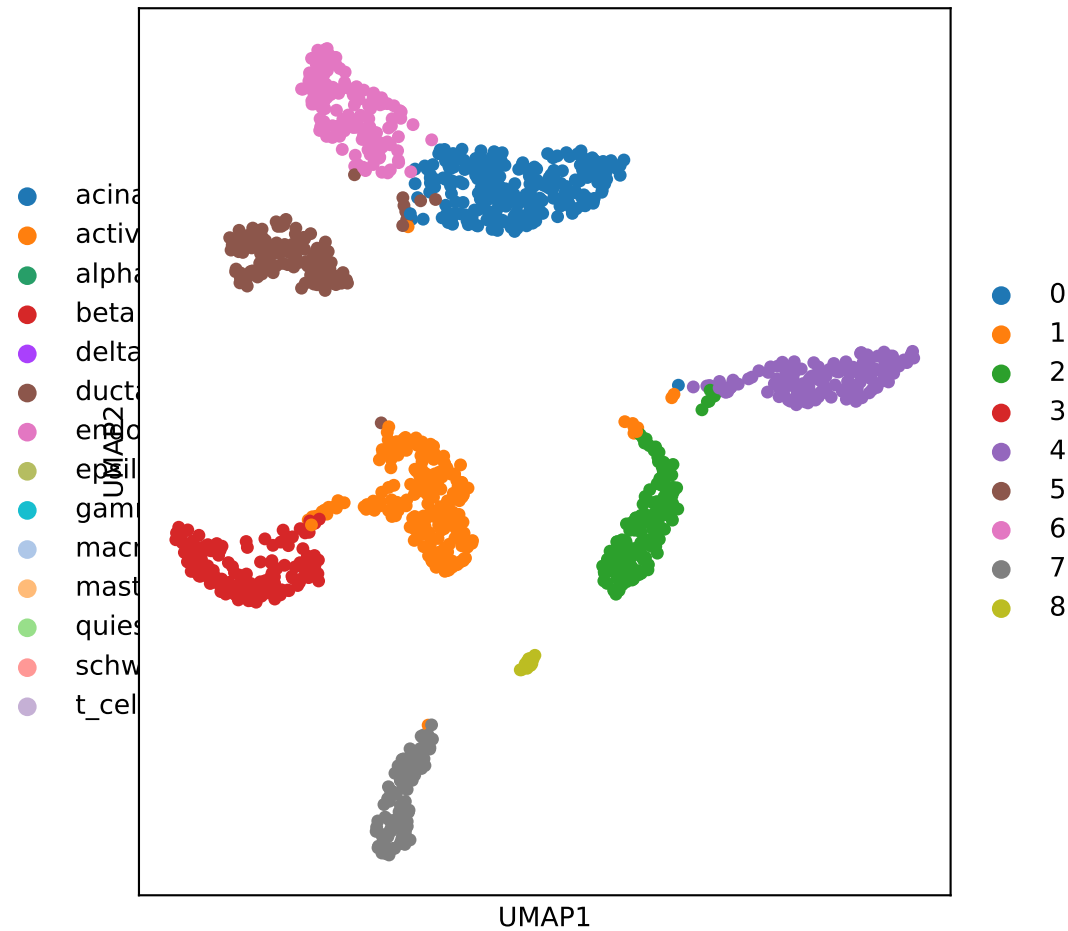 acina
activ
alpha
beta
delta
ducta
endo
epsil
gam
macr
mast
quies
schw
t_cel
UMAP2
UMAP1
0
1
2
3
4
5
6
7
8